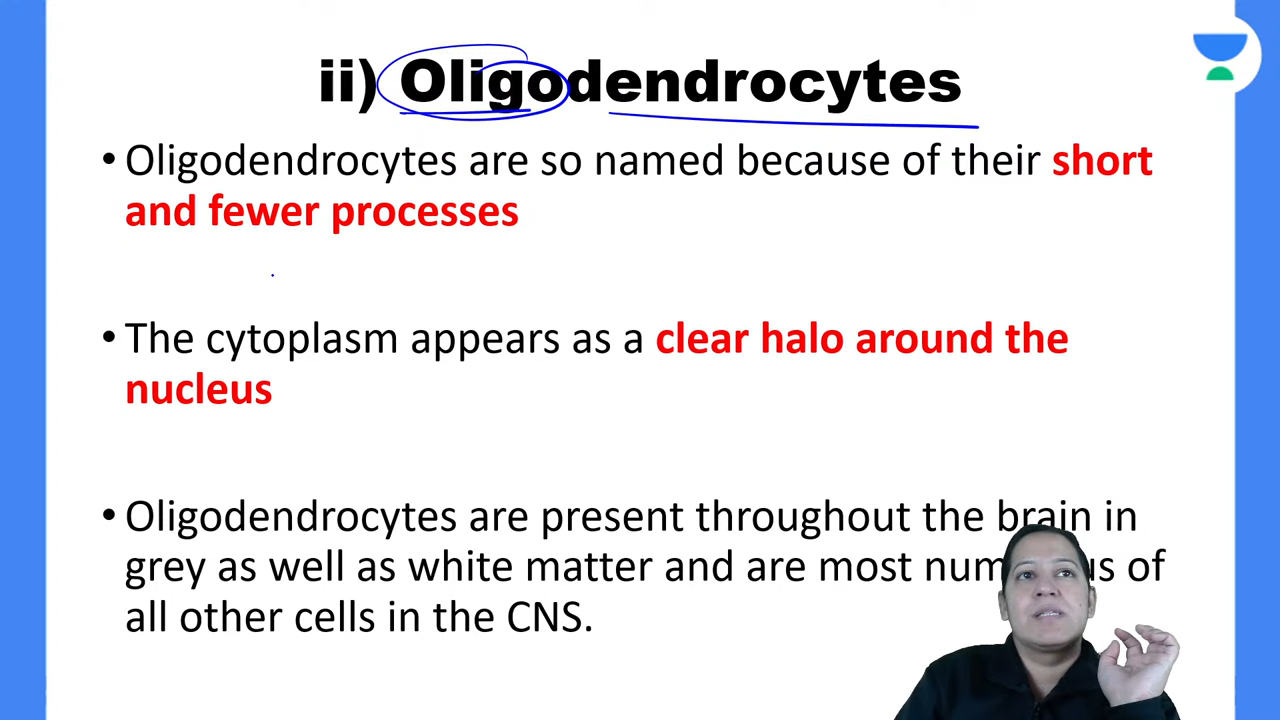 ii) Oligodendrocytes
• Oligodendrocytes are so named because of their short
and fewer processes
• The cytoplasm appears as a clear halo around the
nucleus
• Oligodendrocytes are present throughout the brain in
grey as well as white matter and are most numerous of
all other cells in the CNS.